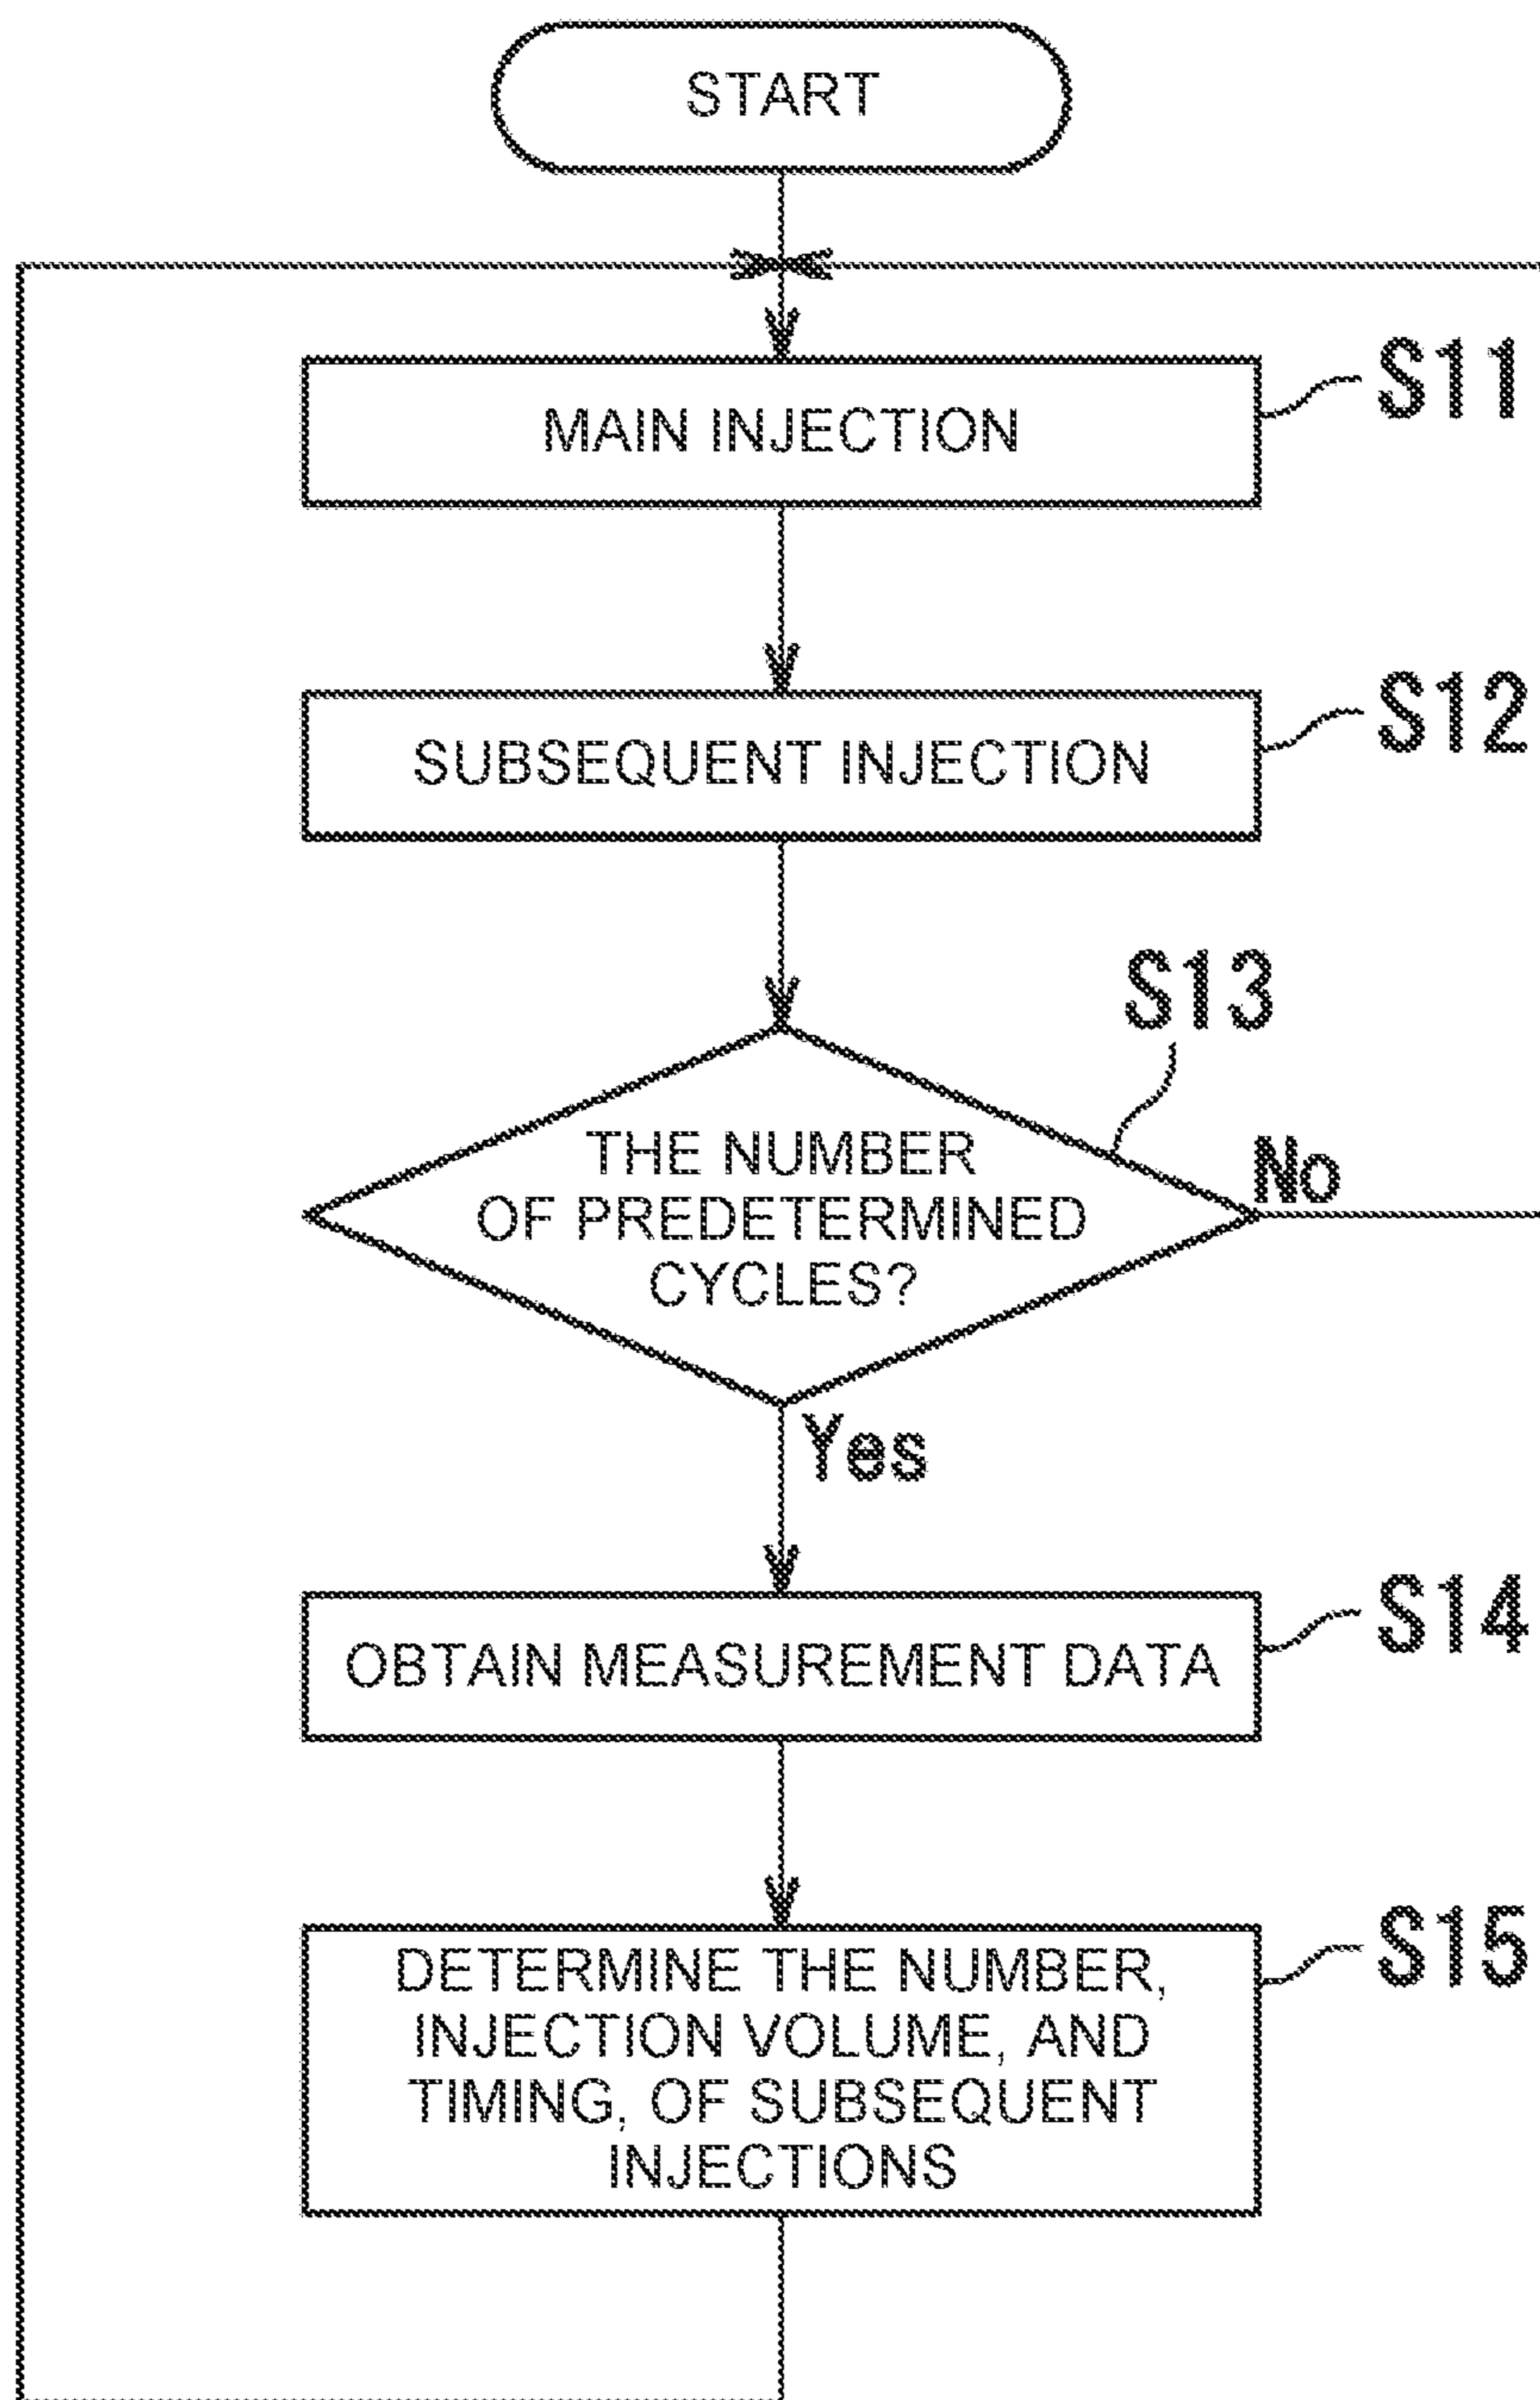 START
S11
MAIN INJECTION
S12
SUBSEQUENT INJECTION
S13
THE NUMBER
OF PREDETERMINED
CYCLES?
No
Yes
S14
OBTAIN MEASUREMENT DATA
S15
DETERMINE THE NUMBER,
INJECTION VOLUME, AND
TIMING, OF SUBSEQUENT
INJECTIONS